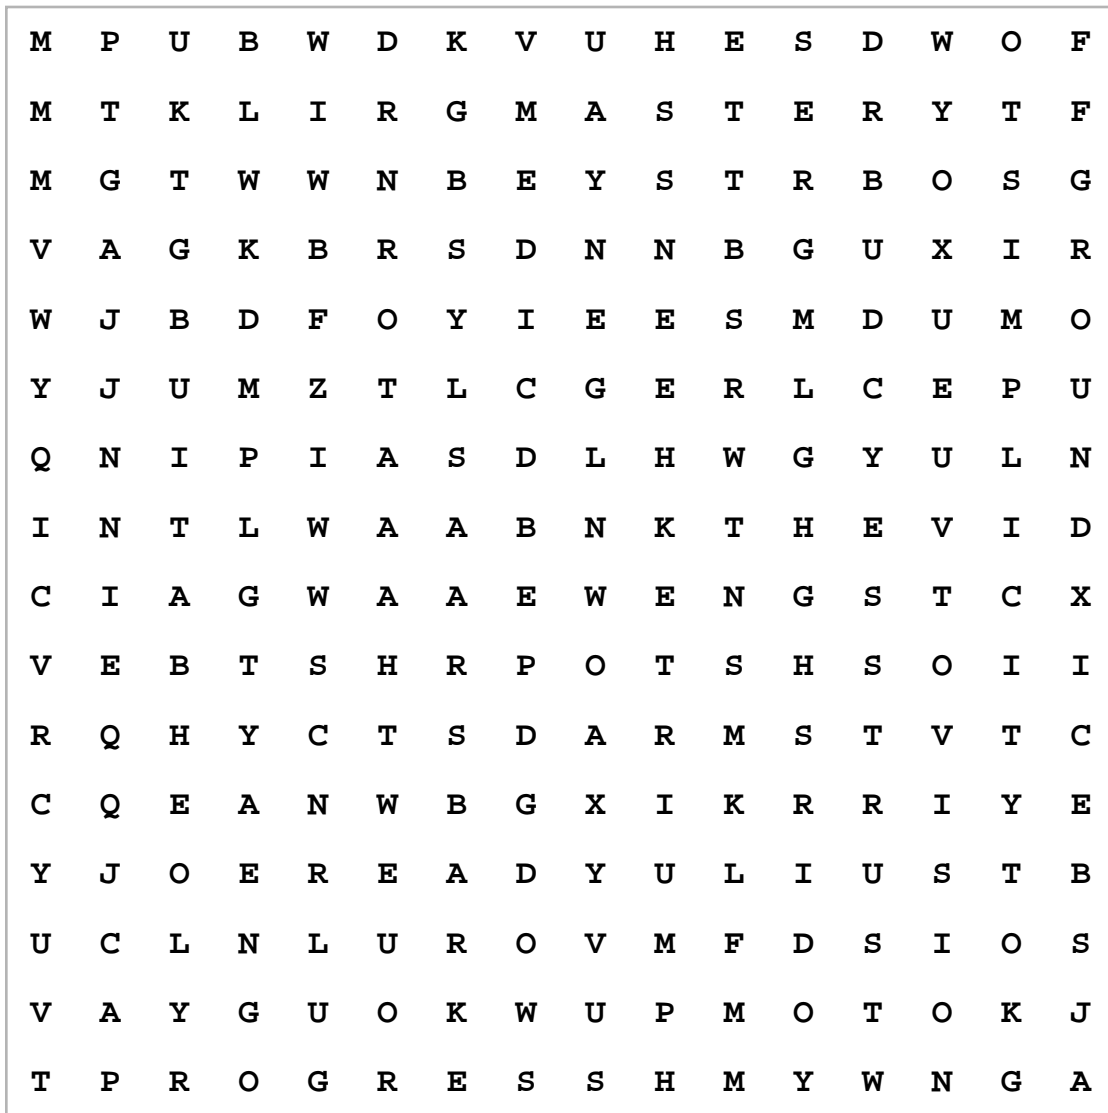 M P U B W D K V U H E S D W O F
M T K L I R G M A S T E R Y T F
M G T W W N B E Y S T R B O S G
V A G K B R S D N N B G U X I R
W J B D F O Y I E E S M D U M O
Y J U M Z T L C G E R L C E P U
Q N I P I A S D L H W G Y U L N
I N T L W A A B N K T H E V I D
C I A G W A A E W E N G S T C X
V E B T S H R P O T S H S O I I
R Q H Y C T S D A R M S T V T C
C Q E A N W B G X I K R R I Y E
Y J O E R E A D Y U L I U S T B
U C L N L U R O V M F D S I O S
V A Y G U O K W U P M O T O K J
T P R O G R E S S H M Y W N G A